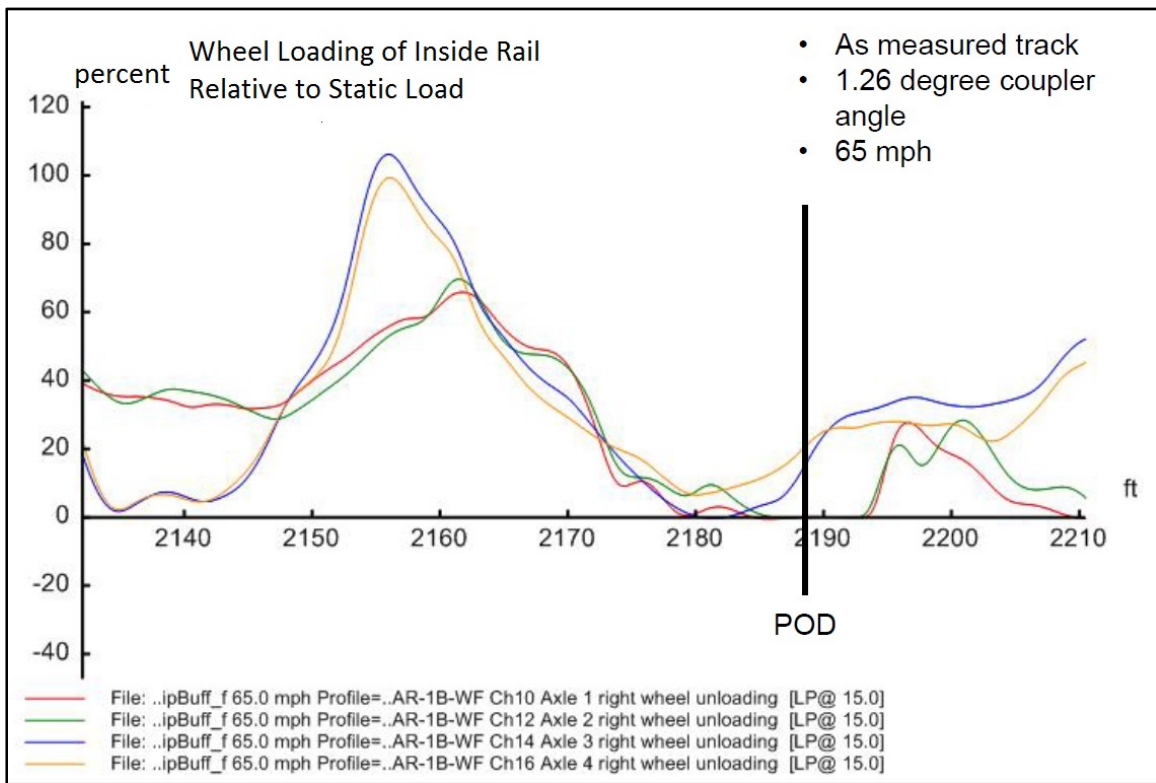 Wheel Loading of Inside Rail
percent
Relative to Static Load
• As measured track
• 1.26 degree coupler
angle
• 65 mph
120
100
80
60
40
20
0
-20
-40
2140 2150 2160 2170 2180 2190 2200 2210
ft
POD
File: ..ipBuff_f 65.0 mph Profile=..AR-1B-WF Ch10 Axle 1 right wheel unloading [LP@ 15.0]
File: ..ipBuff_f 65.0 mph Profile=..AR-1B-WF Ch12 Axle 2 right wheel unloading [LP@ 15.0]
File: ..ipBuff_f 65.0 mph Profile=..AR-1B-WF Ch14 Axle 3 right wheel unloading [LP@ 15.0]
File: ..ipBuff_f 65.0 mph Profile=..AR-1B-WF Ch16 Axle 4 right wheel unloading [LP@ 15.0]